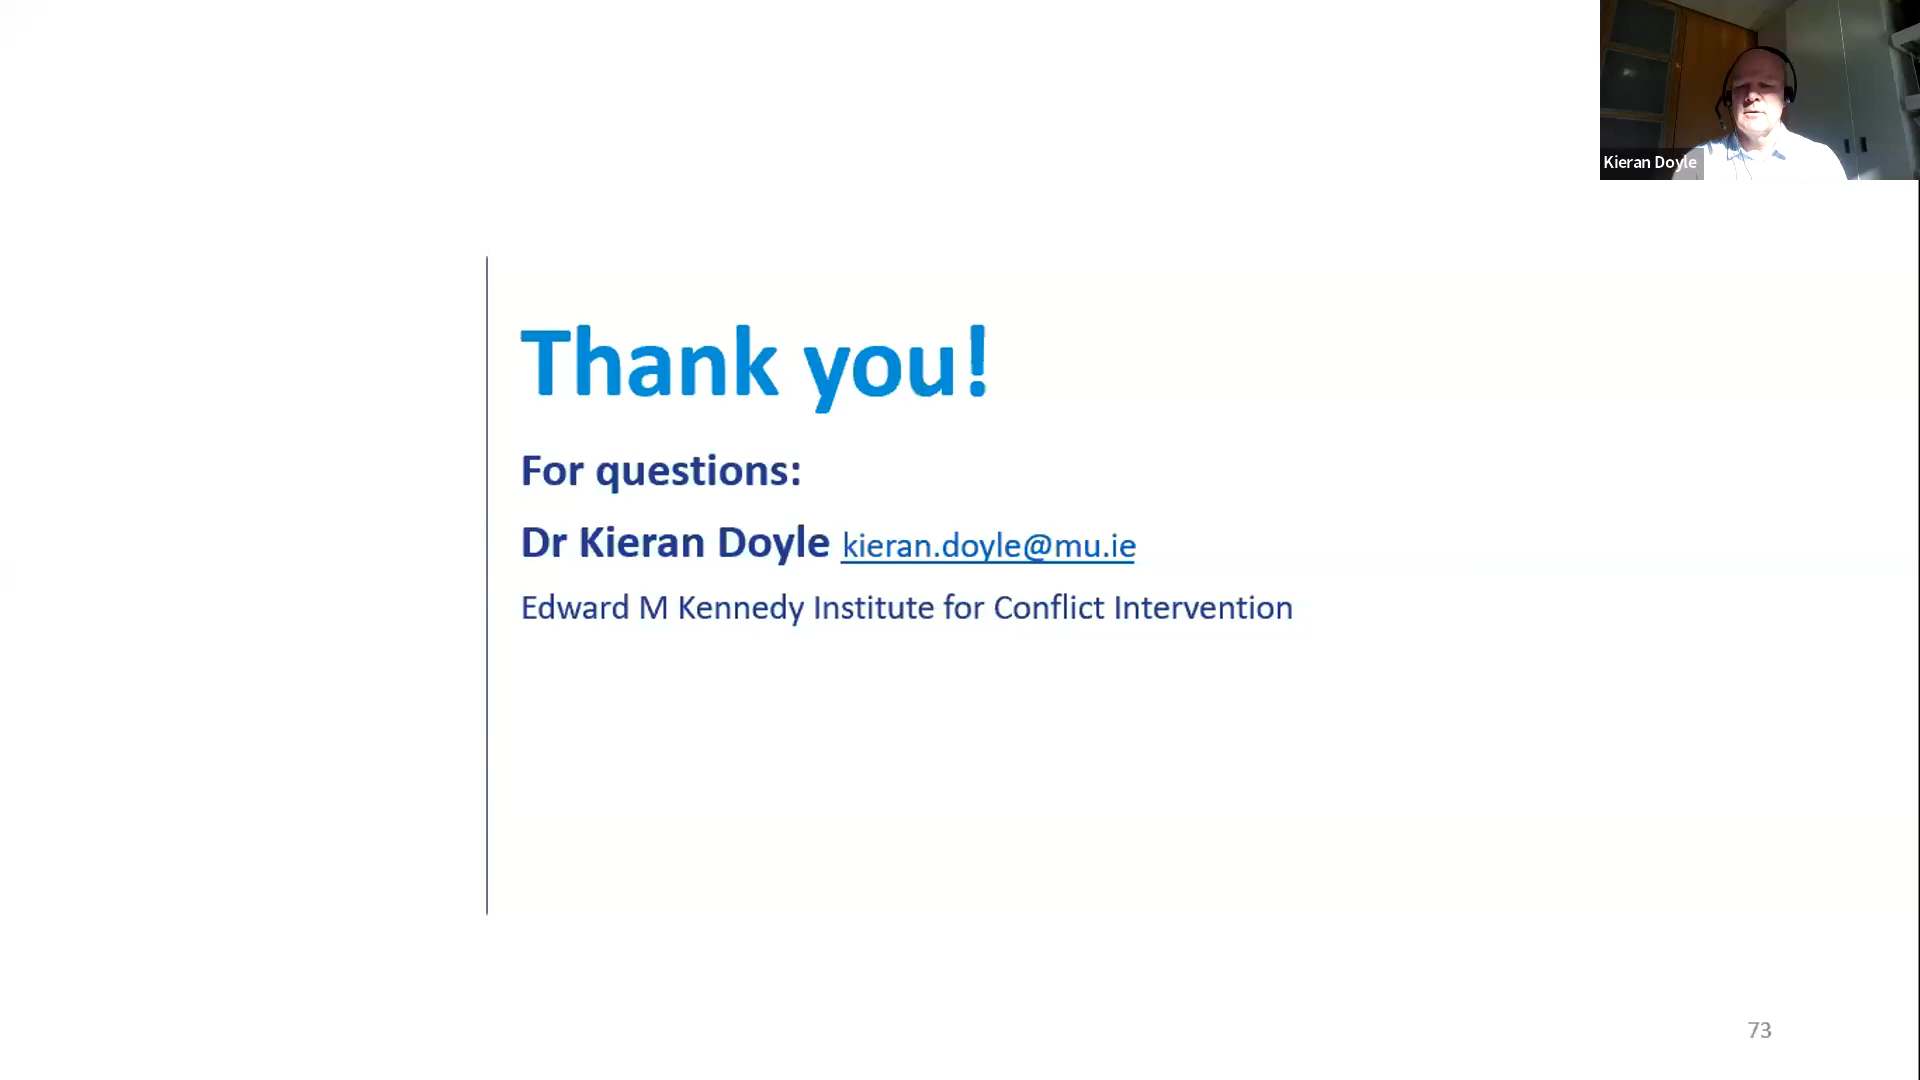 Kieran Doyle
Thank you!
For questions:
Dr Kieran Doyle kieran.doyle@mu.ie
Edward M Kennedy Institute for Conflict Intervention
73